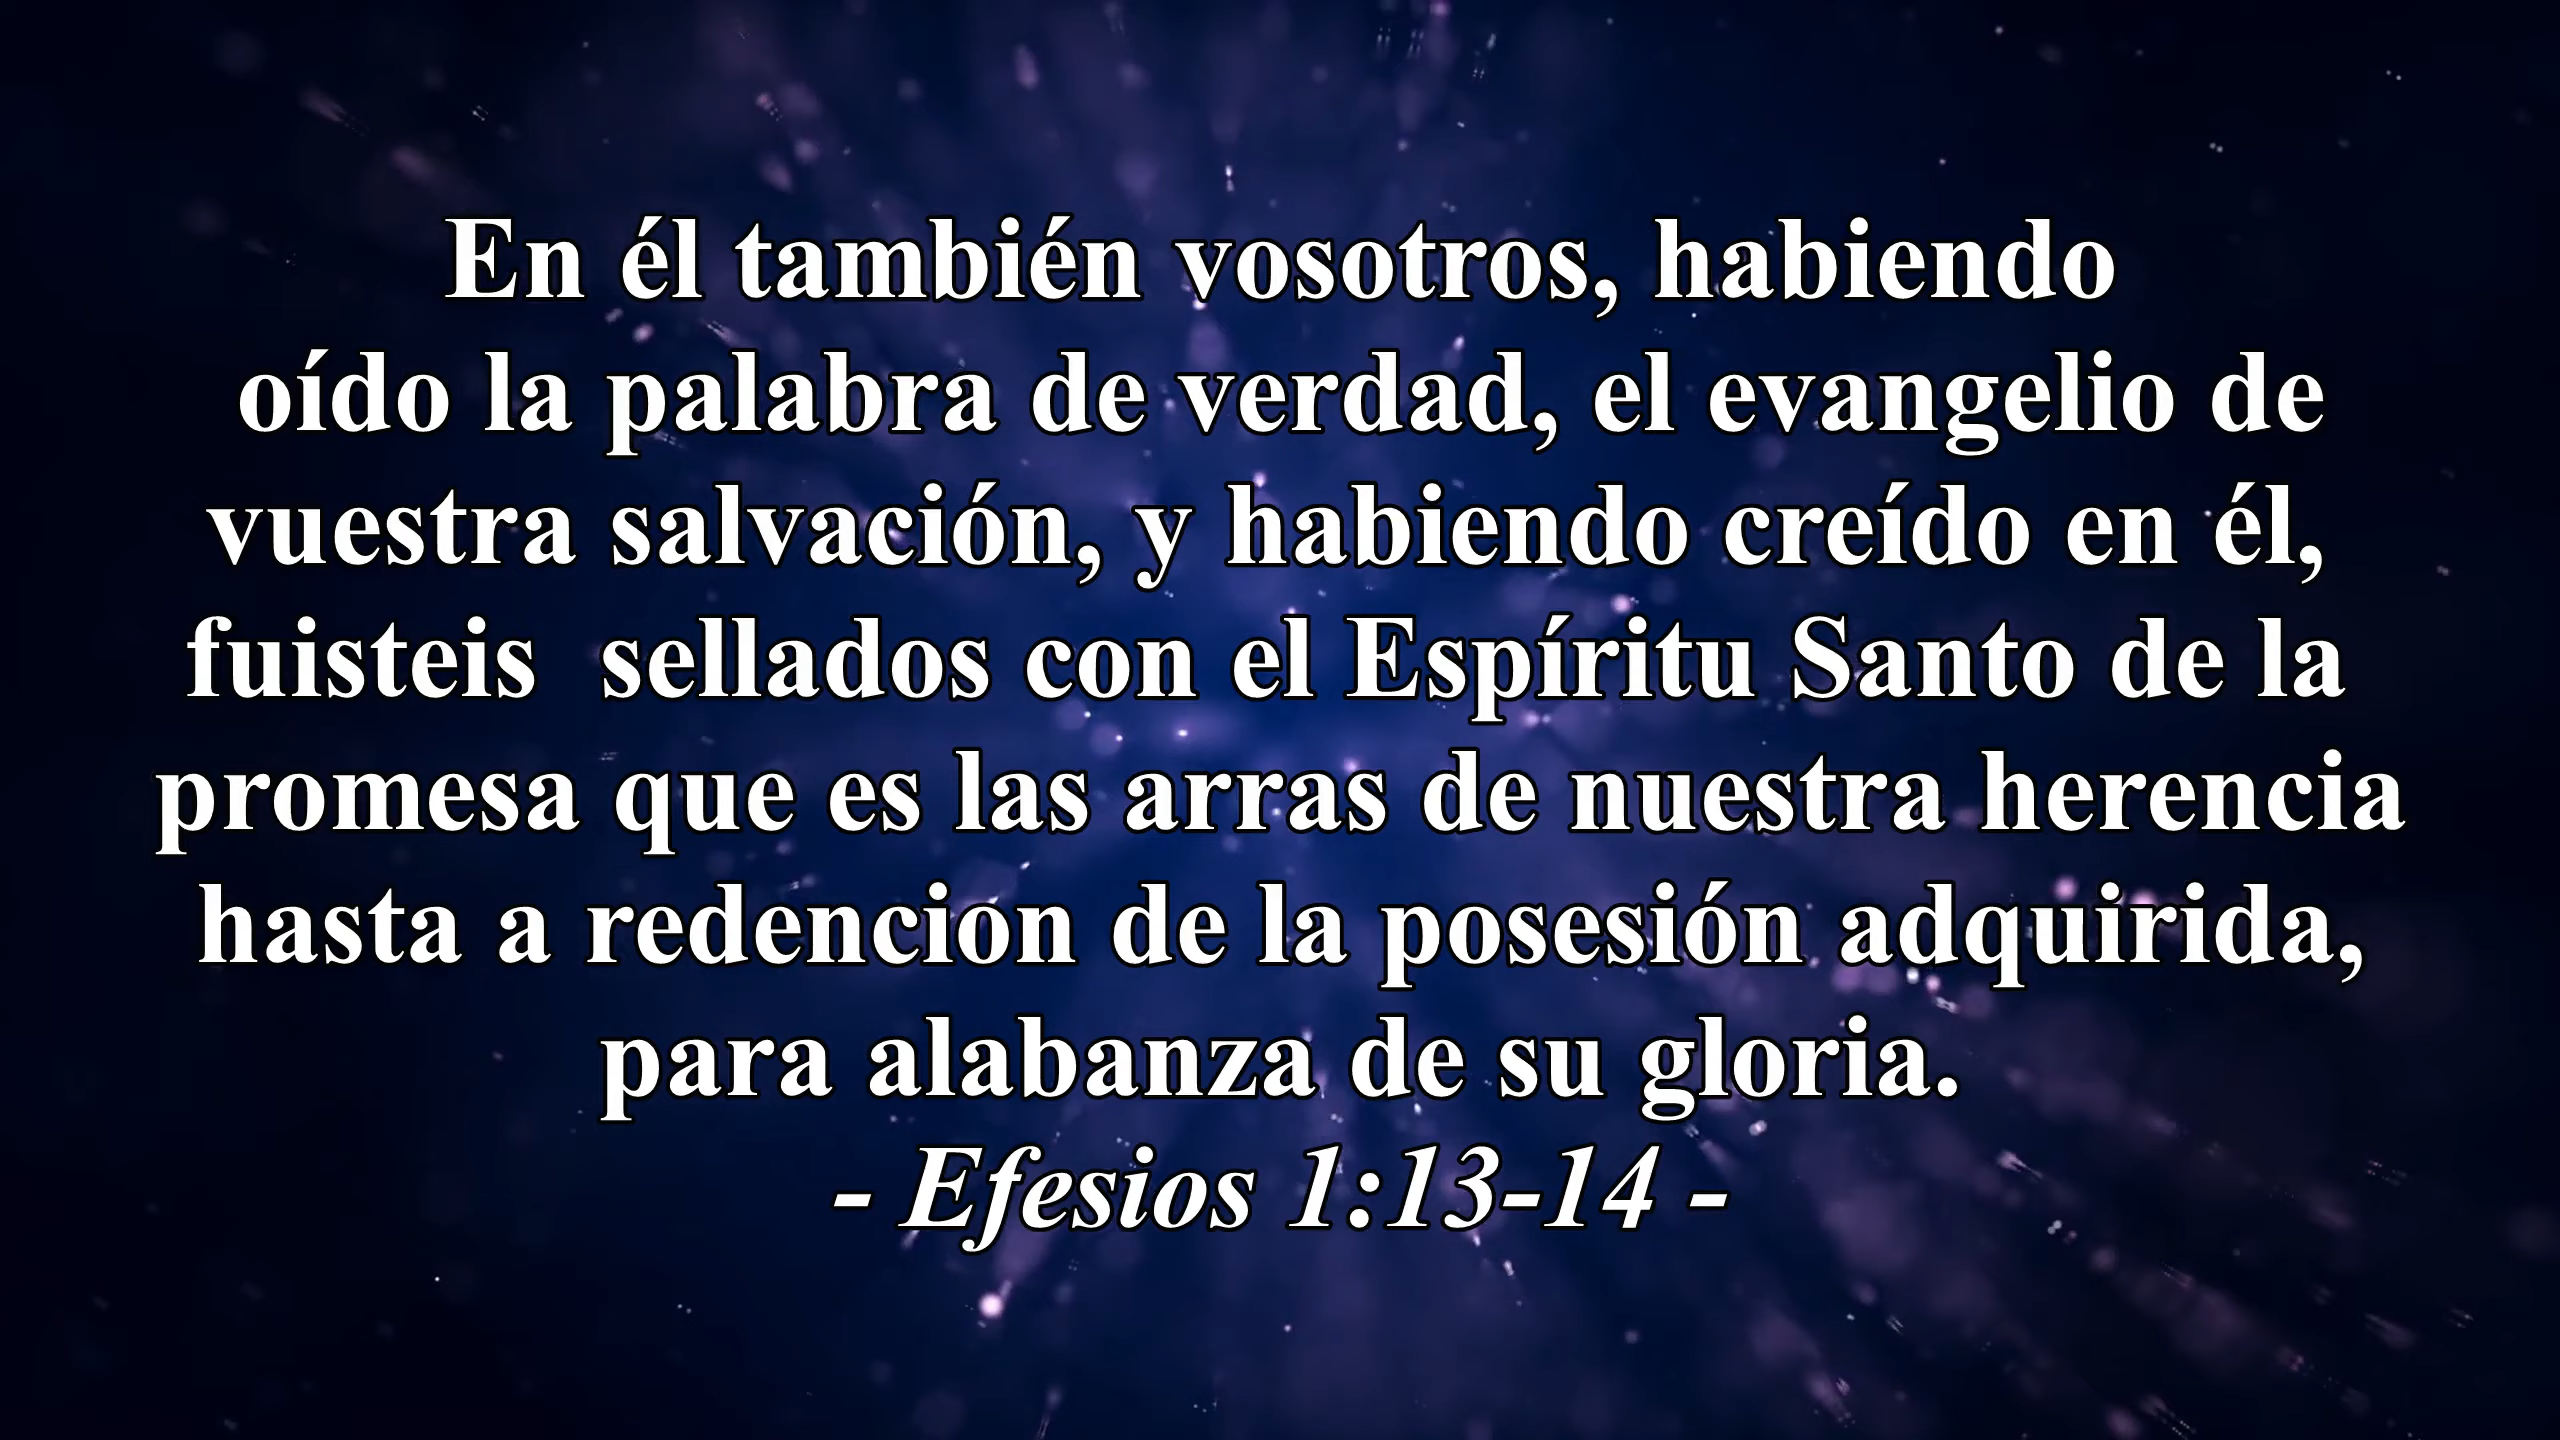 En él también vosotros, habiendo
oído la palabra de verdad, el evangelio de
vuestra salvación, y habiendo creído en él,
fuisteis  sellados con el Espíritu Santo de la
promesa que es las arras de nuestra herencia
hasta a redencion de la posesión adquirida,
para alabanza de su gloria.
- Efesios 1:13-14 -